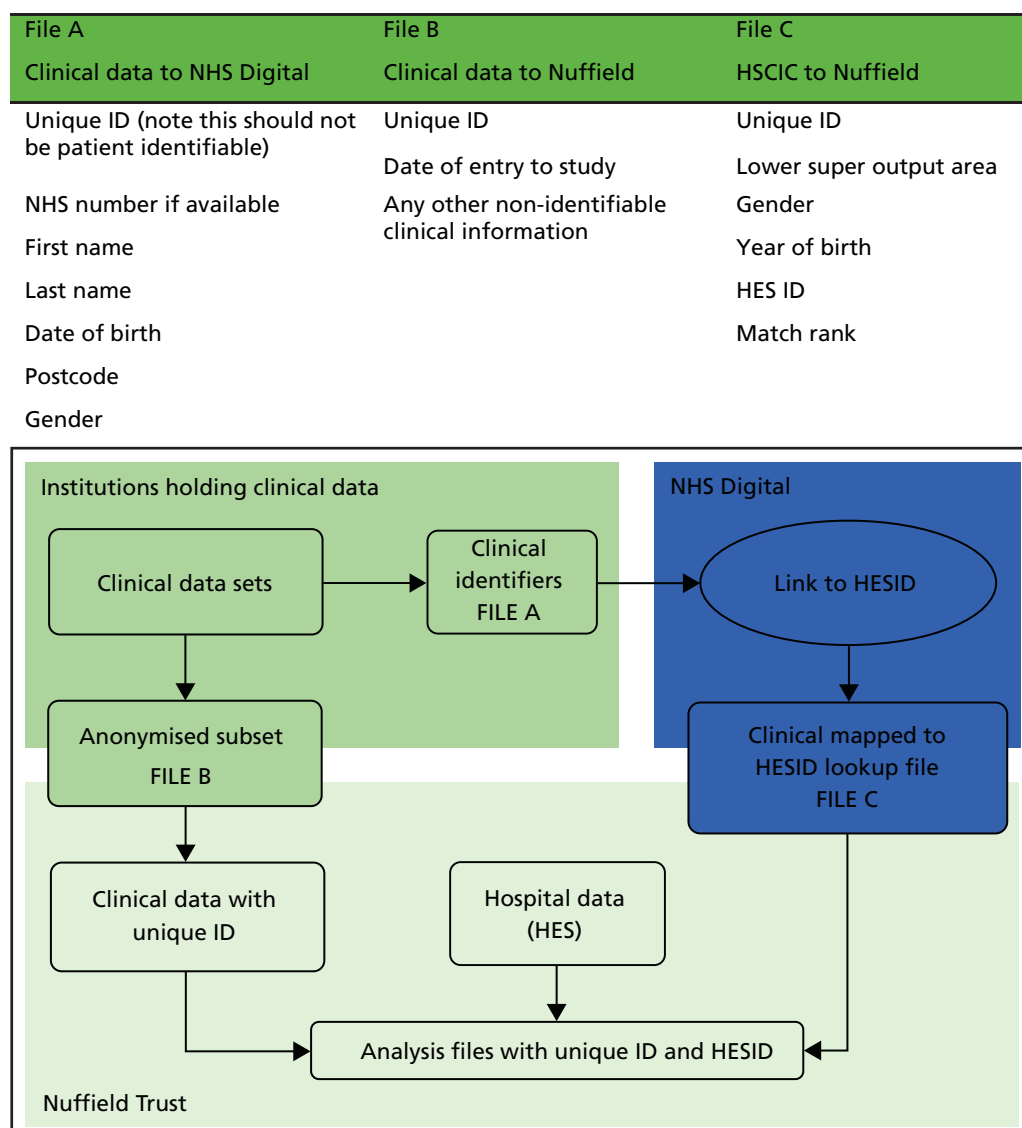 File A
Clinical data to NHS Digital
File B
Clinical data to Nuffield
File C
HSCIC to Nuffield
Unique ID (note this should not
be patient identifiable)
NHS number if available
First name
Last name
Date of birth
Postcode
Gender
Unique ID
Date of entry to study
Any other non-identifiable
clinical information
Unique ID
Lower super output area
Gender
Year of birth
HES ID
Match rank
Institutions holding clinical data
Clinical data sets
Clinical
identifiers
FILE A
NHS Digital
Link to HESID
Anonymised subset
FILE B
Clinical mapped to
HESID lookup file
FILE C
Clinical data with
unique ID
Hospital data
(HES)
Analysis files with unique ID and HESID
Nuffield Trust